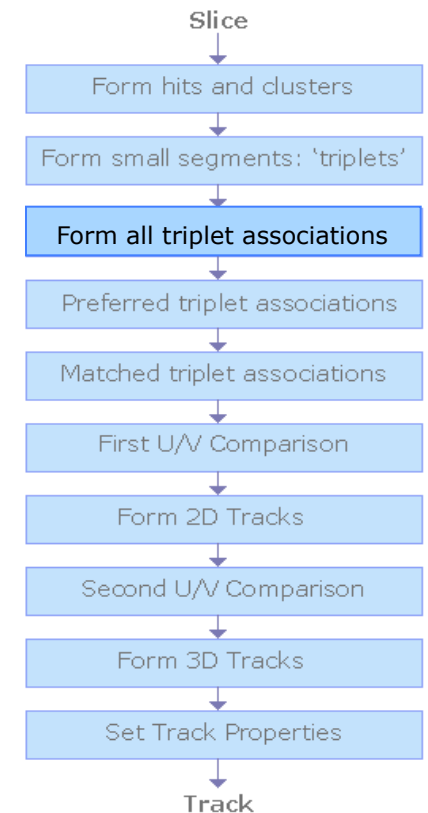 Slice
Form hits and clusters
Form small segments: ‘triplets’
Form all triplet associations
Preferred triplet associations
Matched triplet associations
First U/V Comparison
Form 2D Tracks
Second U/V Comparison
Form 3D Tracks
Set Track Properties
Track